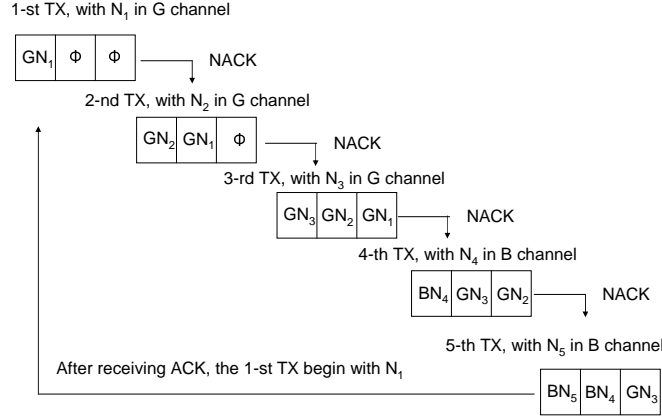 1-st TX, with N1 in G channel
GN1 Φ Φ
NACK
2-nd TX, with N2 in G channel
GN2 GN1 Φ
NACK
3-rd TX, with N3 in G channel
GN3 GN2 GN1
NACK
4-th TX, with N4 in B channel
BN4 GN3 GN2
NACK
5-th TX, with N5 in B channel
After receiving ACK, the 1-st TX begin with N1
BN5 BN4 GN3